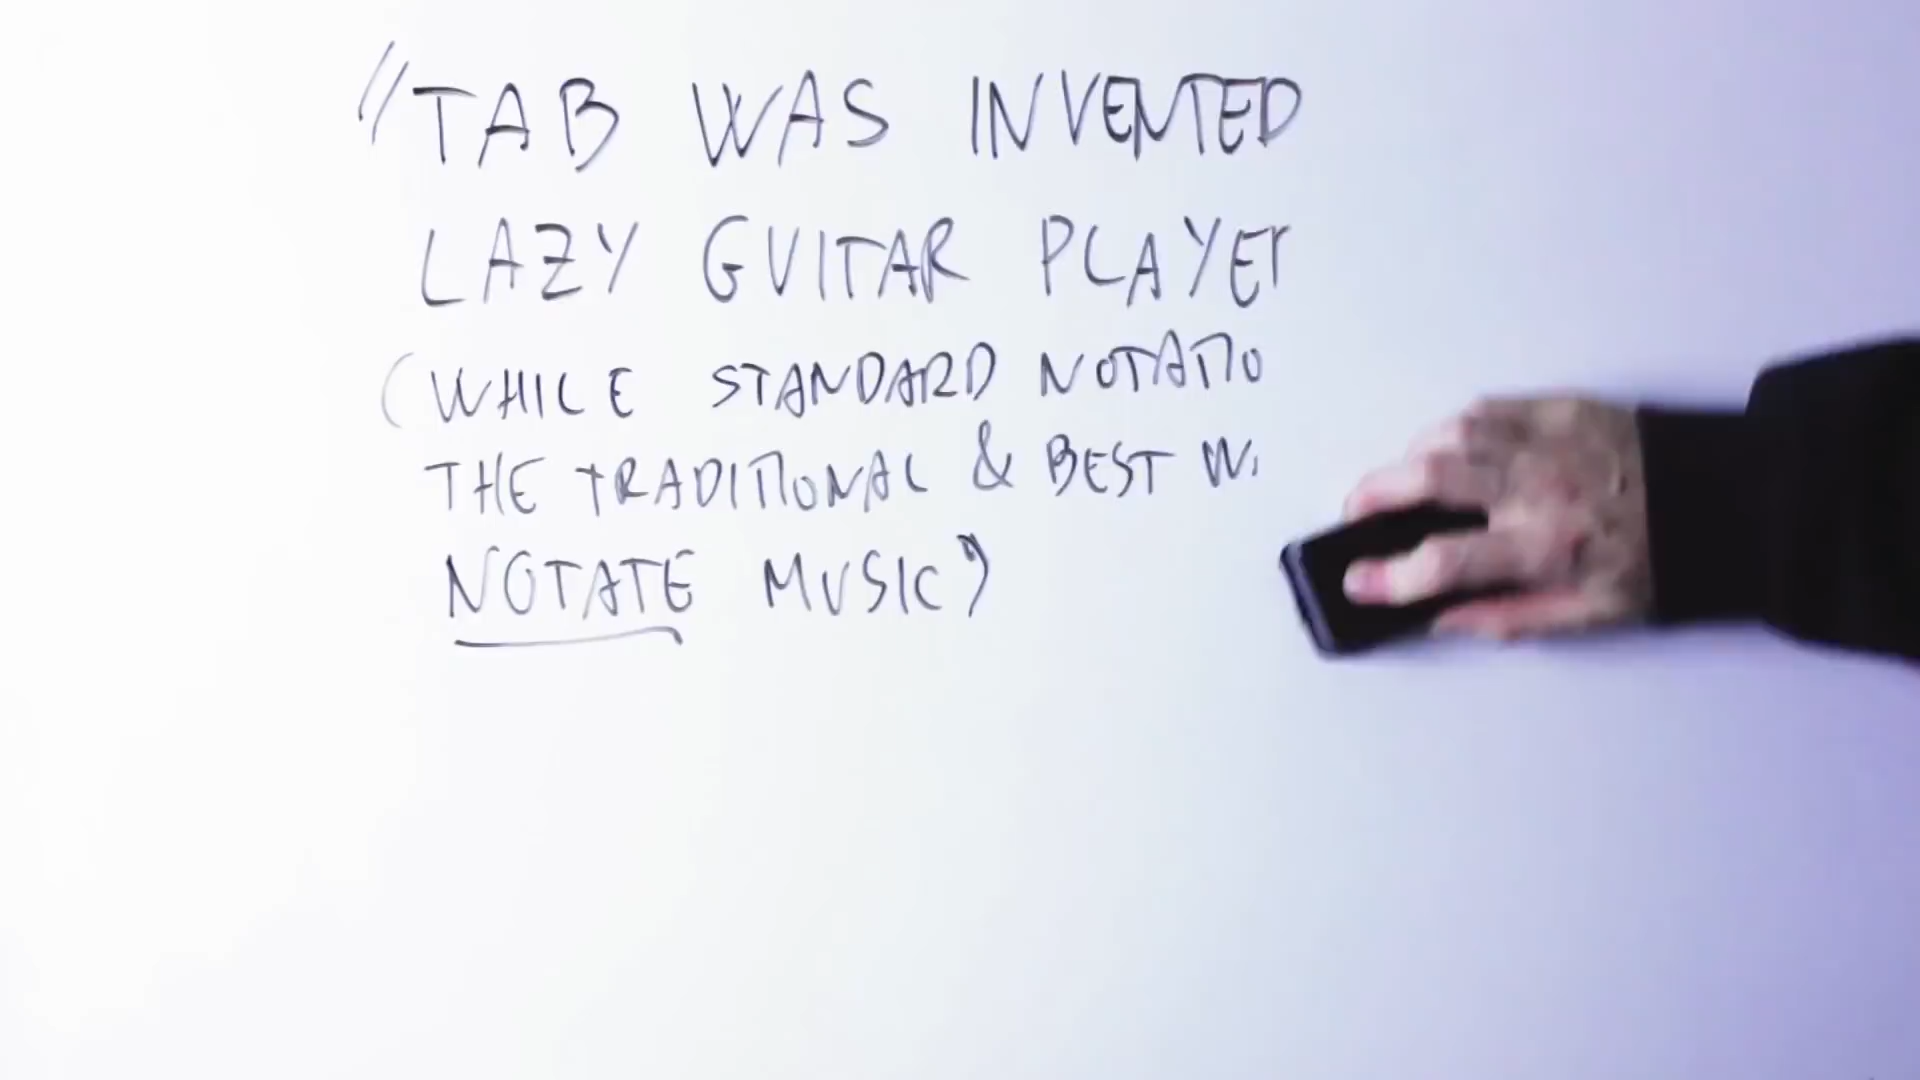 "TAB WAS INVENTED
LAZY GUITAR PLAYER
(WHILE STANDARD NOTATIO
THE TRADITIONAL & BEST
NOTATE MUSIC)